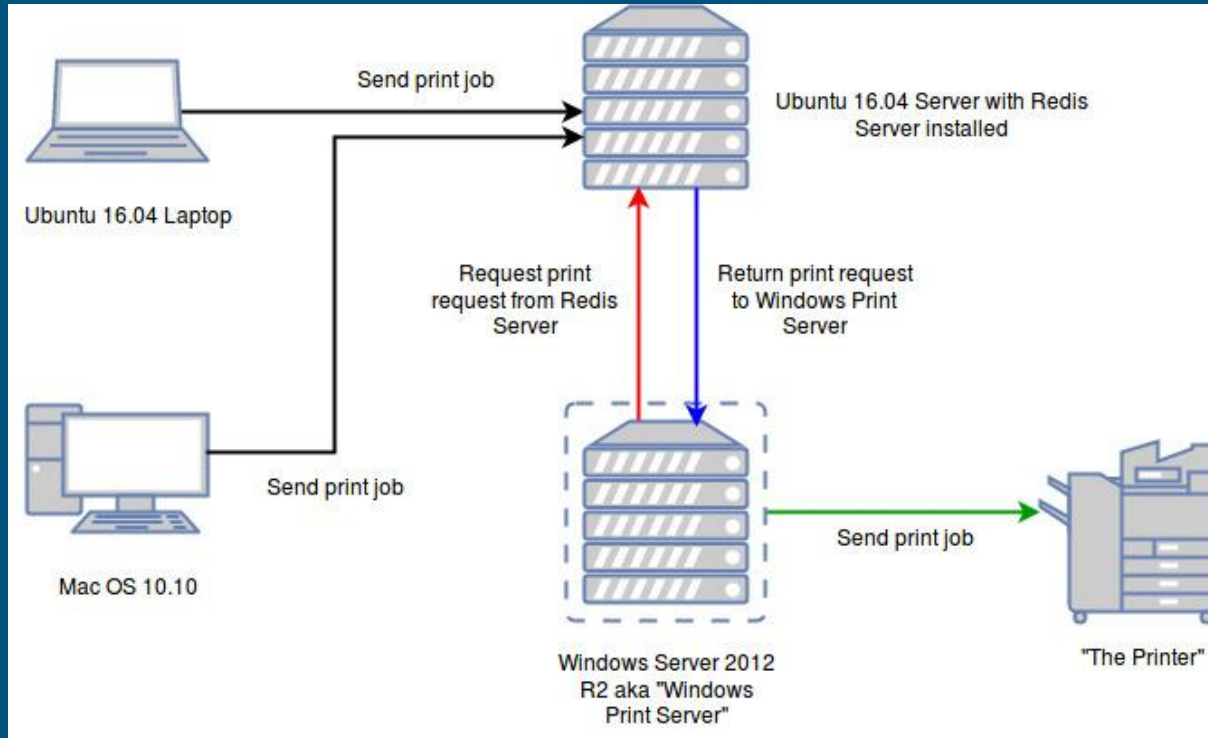 Send print job
Ubuntu 16.04 Server with Redis
Server installed
Ubuntu 16.04 Laptop
Request print
request from Redis
Server
Return print request
to Windows Print
Server
Send print job
Mac OS 10.10
Send print job
"The Printer"
Windows Server 2012
R2 aka "Windows
Print Server"